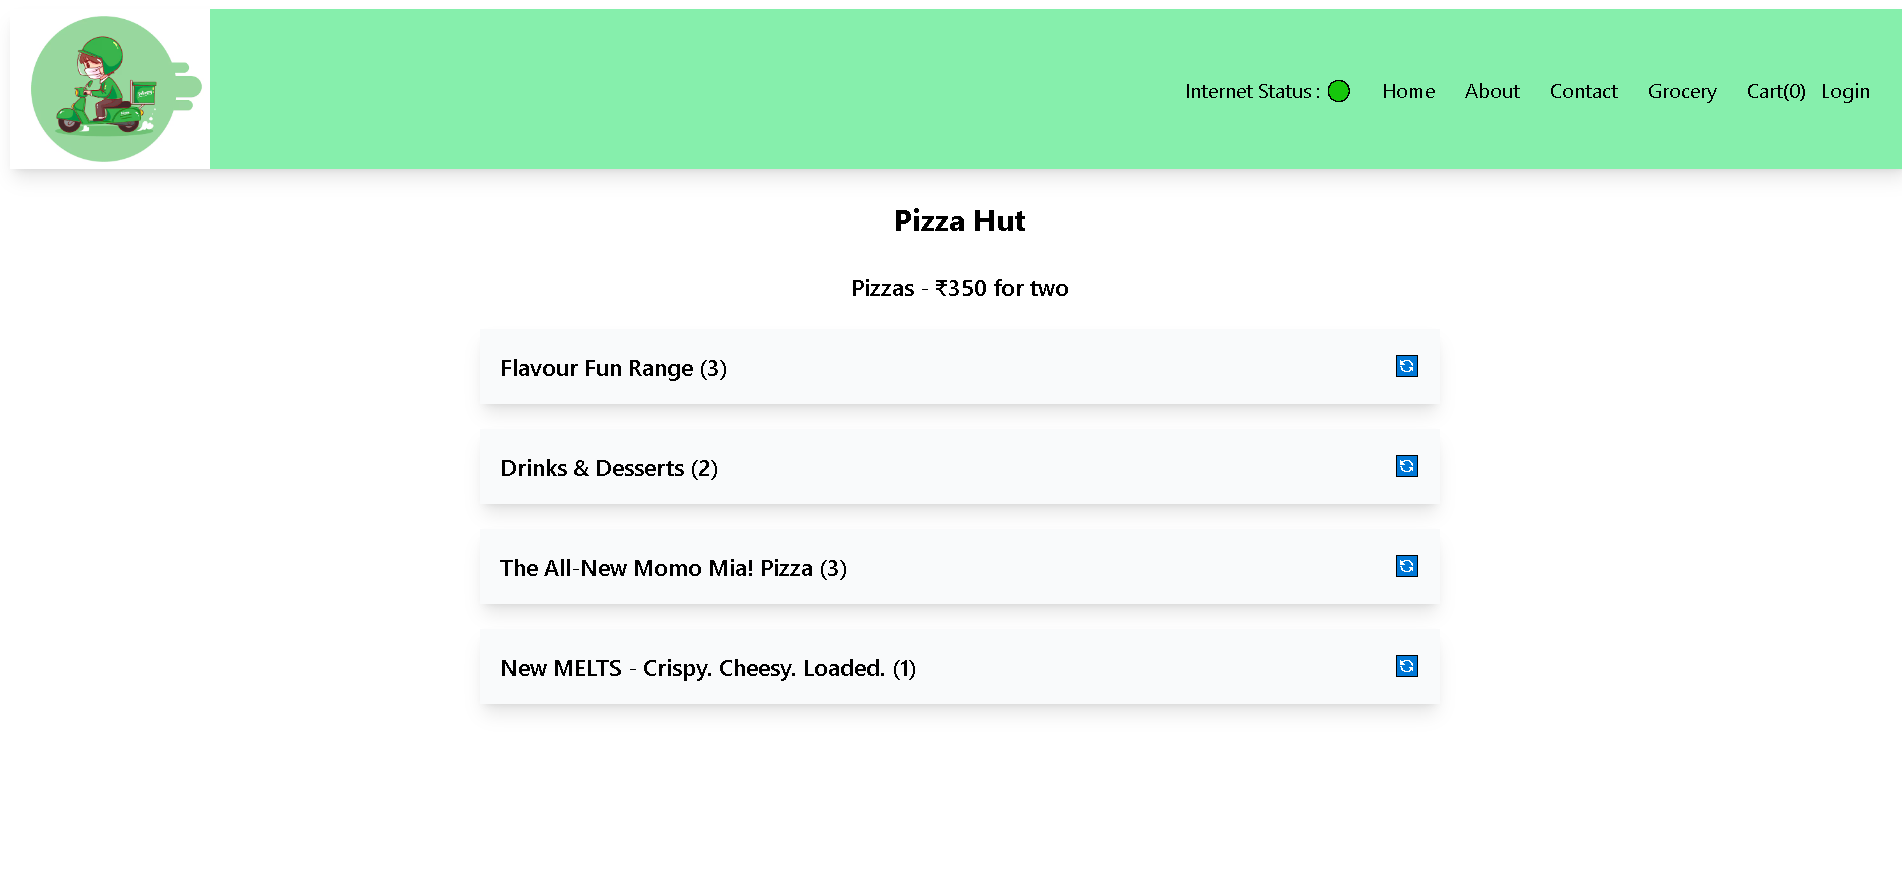 Internet Status : Home About Contact Grocery Cart(0) Login
Pizza Hut
Pizzas - ₹350 for two
Flavour Fun Range (3)
Drinks & Desserts (2)
The All-New Momo Mia! Pizza (3)
New MELTS - Crispy. Cheesy. Loaded. (1)